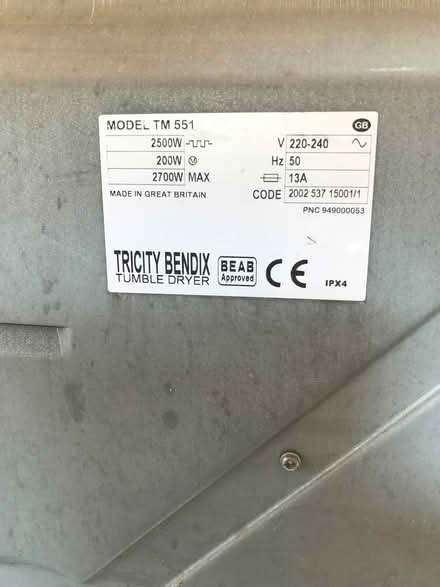 MODEL TM 551 GB
2500W V 220-240
200W M Hz 50
2700W MAX 13A
MADE IN GREAT BRITAIN CODE 2002 537 15001/1
PNC 949000053
TRICITY BENDIX BEAB CE
TUMBLE DRYER Approved IPX4